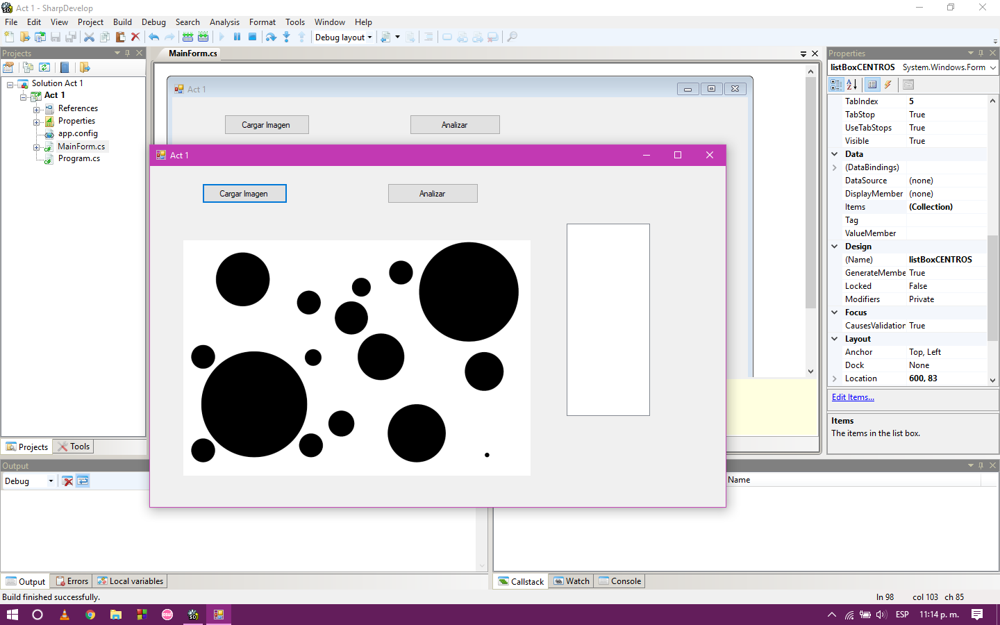 Act 1 - SharpDevelop
File Edit View Project Build Debug Search Analysis Format Tools Window Help
Debug layout
Projects
Solution Act 1
Act 1
References
Properties
app.config
MainForm.cs
Program.cs
Projects Tools
MainForm.cs
Act 1
Cargar Imagen Analizar
Act 1
Cargar Imagen Analizar
Properties
listBoxCENTROS System.Windows.Form
TabIndex 5
TabStop True
UseTabStops True
Visible True
Data
(DataBindings)
DataSource (none)
DisplayMember (none)
Items (Collection)
Tag
ValueMember
Design
(Name) listBoxCENTROS
GenerateMembe True
Locked False
Modifiers Private
Focus
CausesValidation True
Layout
Anchor Top, Left
Dock None
Location 600, 83
Edit Items...
Items
The items in the list box.
Output
Debug
Name
Output Errors Local variables
Callstack Watch Console
Build finished successfully.
ln 98 col 103 ch 85
ESP 11:14 p. m.